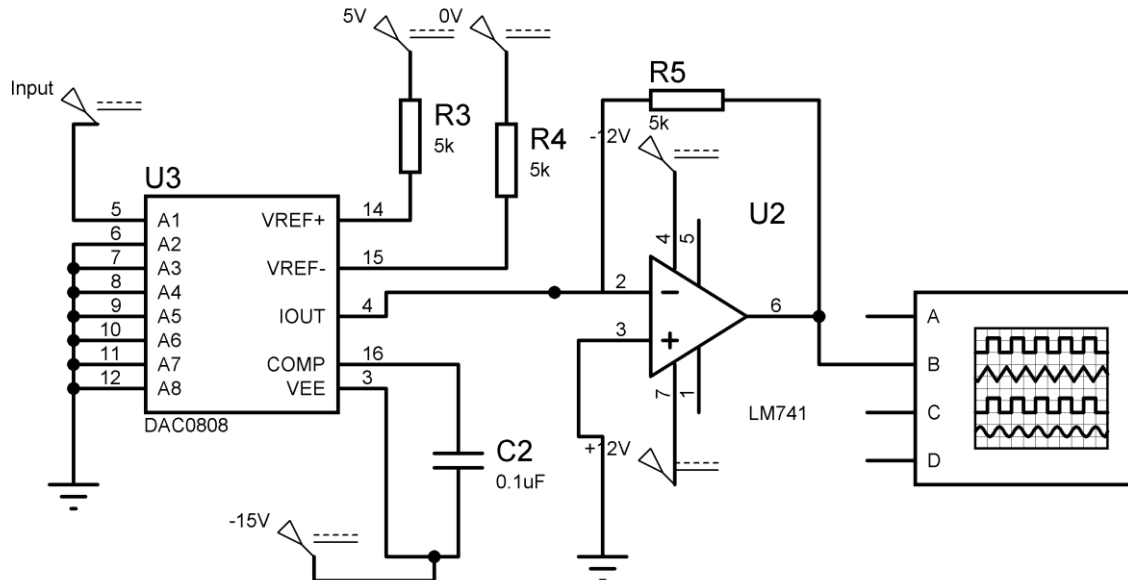 5V
0V
Input
R3
5k
R4
5k
R5
5k
-12V
U3
5 A1
6 A2
7 A3
8 A4
9 A5
10 A6
11 A7
12 A8
VREF+ 14
VREF- 15
IOUT 4
COMP 16
VEE 3
DAC0808
C2
0.1uF
-15V
U2
4
5
2
3
6
7
1
+12V
LM741
A
B
C
D